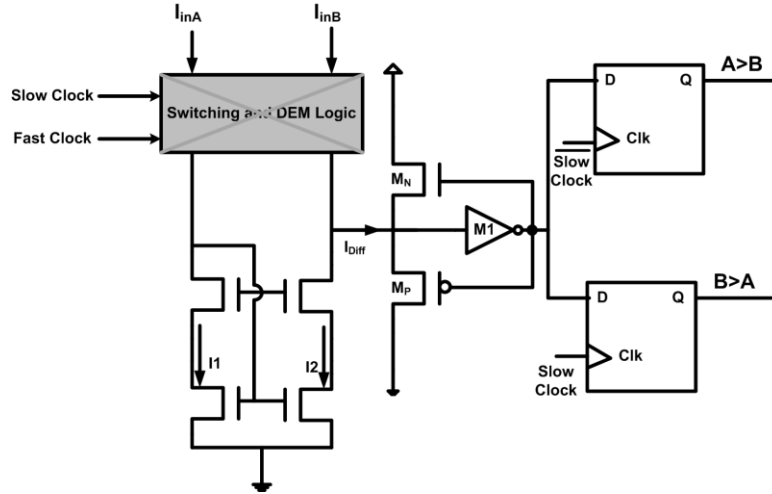 IinA
IinB
Slow Clock
Fast Clock
Switching and DEM Logic
A>B
D
Q
Clk
Slow
Clock
MN
M1
IDiff
MP
B>A
D
Q
Clk
Slow
Clock
I1
I2